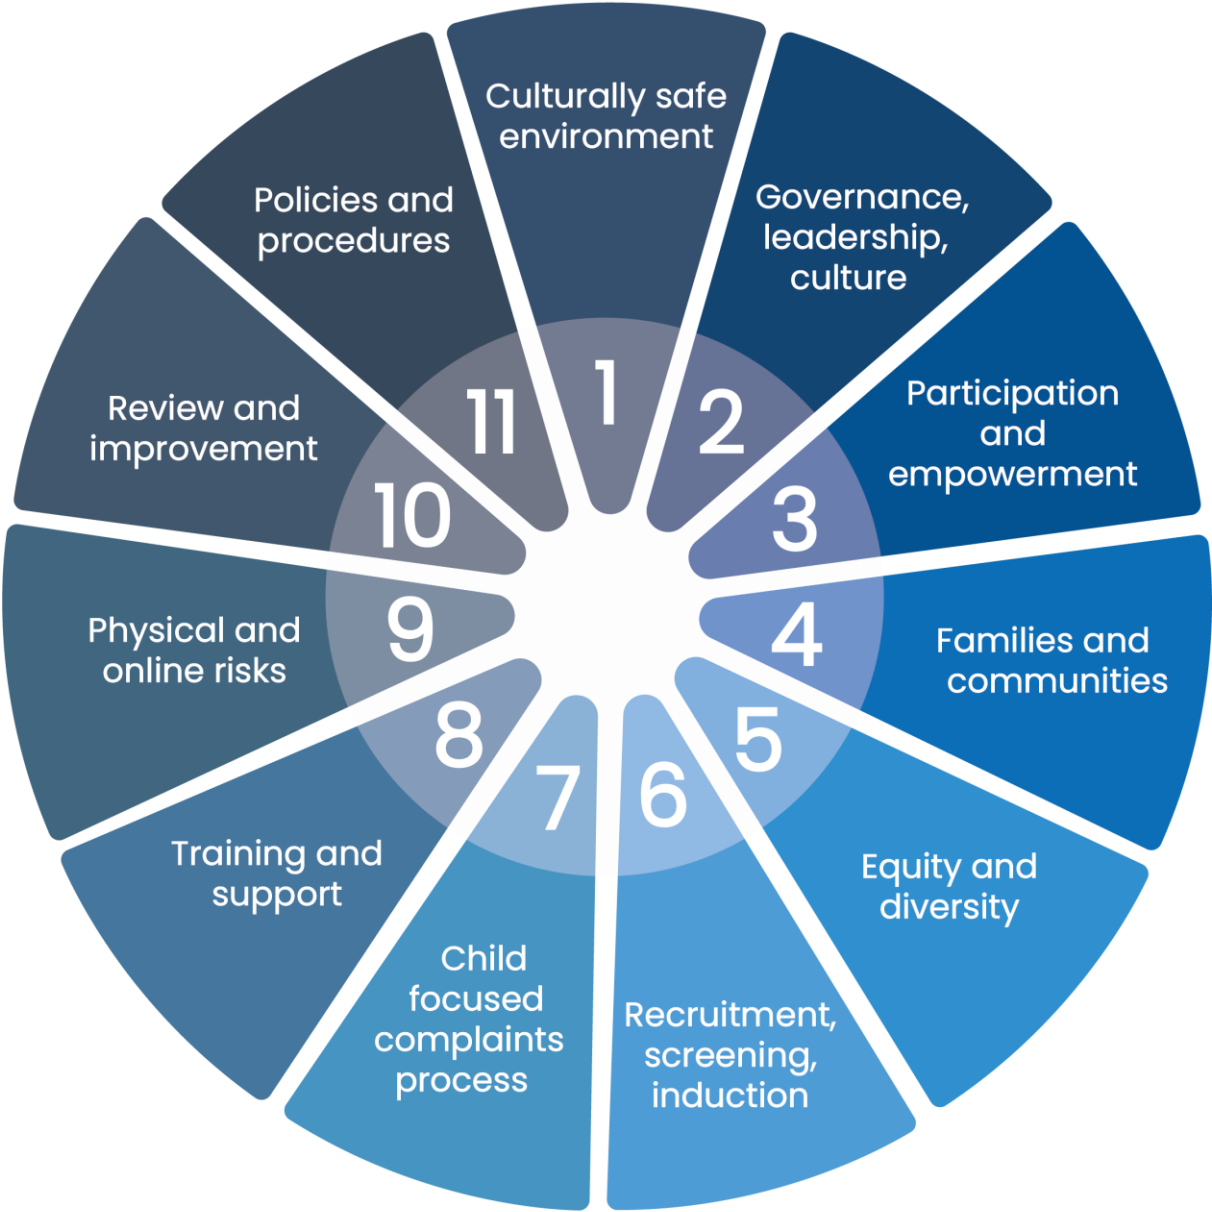 Culturally safe
environment
1
Governance,
leadership,
culture
2
Participation
and
empowerment
3
Families and
communities
4
Equity and
diversity
5
Recruitment,
screening,
induction
6
Child
focused
complaints
process
7
Training and
support
8
Physical and
online risks
9
Review and
improvement
10
Policies and
procedures
11